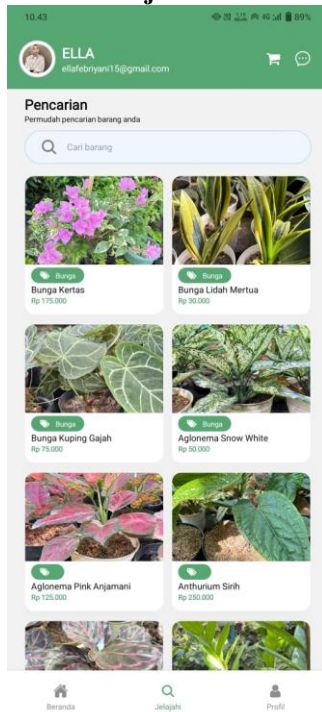 10.43
4G 89%
ELLA
ellafebriyani15@gmail.com
Pencarian
Permudah pencarian barang anda
Cari barang
Bunga
Bunga
Bunga Kertas
Bunga Lidah Mertua
Rp 175.000
Rp 30.000
Bunga
Bunga
Bunga Kuping Gajah
Aglonema Snow White
Rp 75.000
Rp 50.000
Aglonema Pink Anjamani
Anthurium Sirih
Rp 125.000
Rp 250.000
Beranda
Jelajahi
Profil